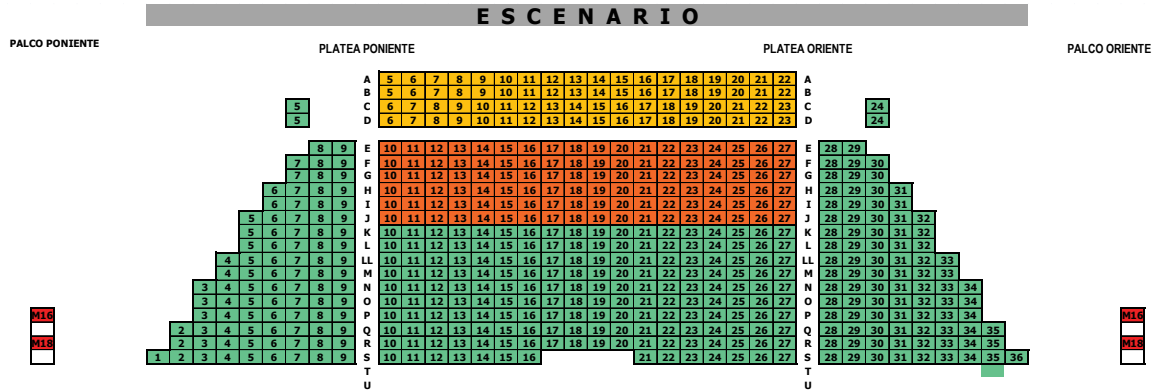 E S C E N A R I O
PALCO PONIENTE PLATEA PONIENTE PLATEA ORIENTE PALCO ORIENTE
A 5 6 7 8 9 10 11 12 13 14 15 16 17 18 19 20 21 22 A
B 5 6 7 8 9 10 11 12 13 14 15 16 17 18 19 20 21 22 B
5 C 6 7 8 9 10 11 12 13 14 15 16 17 18 19 20 21 22 23 C 24
5 D 6 7 8 9 10 11 12 13 14 15 16 17 18 19 20 21 22 23 D 24
8 9 E 10 11 12 13 14 15 16 17 18 19 20 21 22 23 24 25 26 27 E 28 29
7 8 9 F 10 11 12 13 14 15 16 17 18 19 20 21 22 23 24 25 26 27 F 28 29 30
7 8 9 G 10 11 12 13 14 15 16 17 18 19 20 21 22 23 24 25 26 27 G 28 29 30
6 7 8 9 H 10 11 12 13 14 15 16 17 18 19 20 21 22 23 24 25 26 27 H 28 29 30 31
6 7 8 9 I 10 11 12 13 14 15 16 17 18 19 20 21 22 23 24 25 26 27 I 28 29 30 31
5 6 7 8 9 J 10 11 12 13 14 15 16 17 18 19 20 21 22 23 24 25 26 27 J 28 29 30 31 32
5 6 7 8 9 K 10 11 12 13 14 15 16 17 18 19 20 21 22 23 24 25 26 27 K 28 29 30 31 32
5 6 7 8 9 L 10 11 12 13 14 15 16 17 18 19 20 21 22 23 24 25 26 27 L 28 29 30 31 32
4 5 6 7 8 9 LL 10 11 12 13 14 15 16 17 18 19 20 21 22 23 24 25 26 27 LL 28 29 30 31 32 33
4 5 6 7 8 9 M 10 11 12 13 14 15 16 17 18 19 20 21 22 23 24 25 26 27 M 28 29 30 31 32 33
3 4 5 6 7 8 9 N 10 11 12 13 14 15 16 17 18 19 20 21 22 23 24 25 26 27 N 28 29 30 31 32 33 34
3 4 5 6 7 8 9 O 10 11 12 13 14 15 16 17 18 19 20 21 22 23 24 25 26 27 O 28 29 30 31 32 33 34
M16 3 4 5 6 7 8 9 P 10 11 12 13 14 15 16 17 18 19 20 21 22 23 24 25 26 27 P 28 29 30 31 32 33 34 M16
2 3 4 5 6 7 8 9 Q 10 11 12 13 14 15 16 17 18 19 20 21 22 23 24 25 26 27 Q 28 29 30 31 32 33 34 35
M18 2 3 4 5 6 7 8 9 R 10 11 12 13 14 15 16 17 18 19 20 21 22 23 24 25 26 27 R 28 29 30 31 32 33 34 35 M18
1 2 3 4 5 6 7 8 9 S 10 11 12 13 14 15 16 21 22 23 24 25 26 27 S 28 29 30 31 32 33 34 35 36
T T
U U